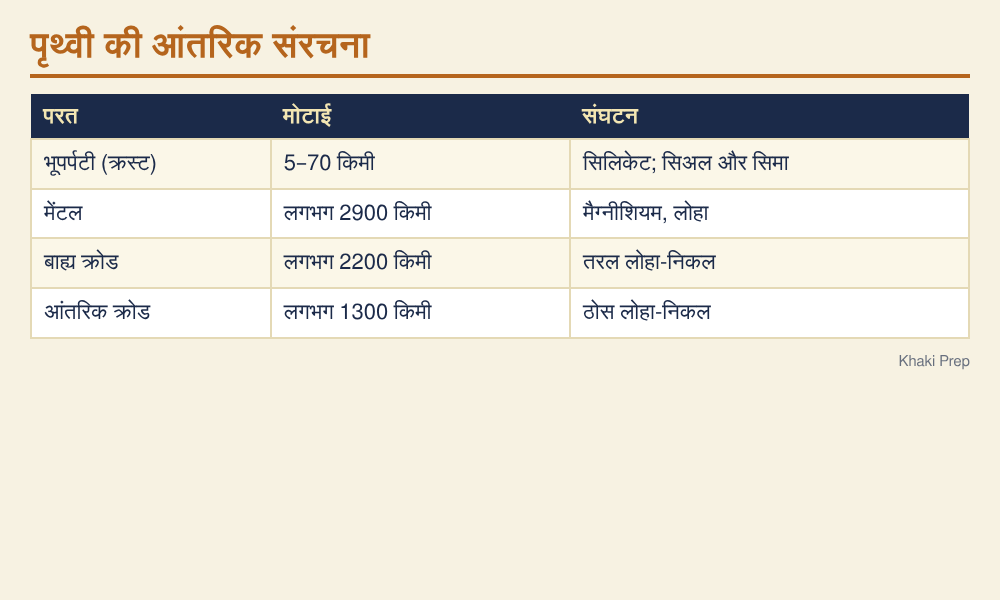 पृथ्वी की आंतरिक संरचना
परत मोटाई संघटन
भूपर्पटी (क्रस्ट) 5–70 किमी सिलिकेट; सिअल और सिमा
मेंटल लगभग 2900 किमी मैग्नीशियम, लोहा
बाह्य क्रोड लगभग 2200 किमी तरल लोहा-निकल
आंतरिक क्रोड लगभग 1300 किमी ठोस लोहा-निकल
Khaki Prep